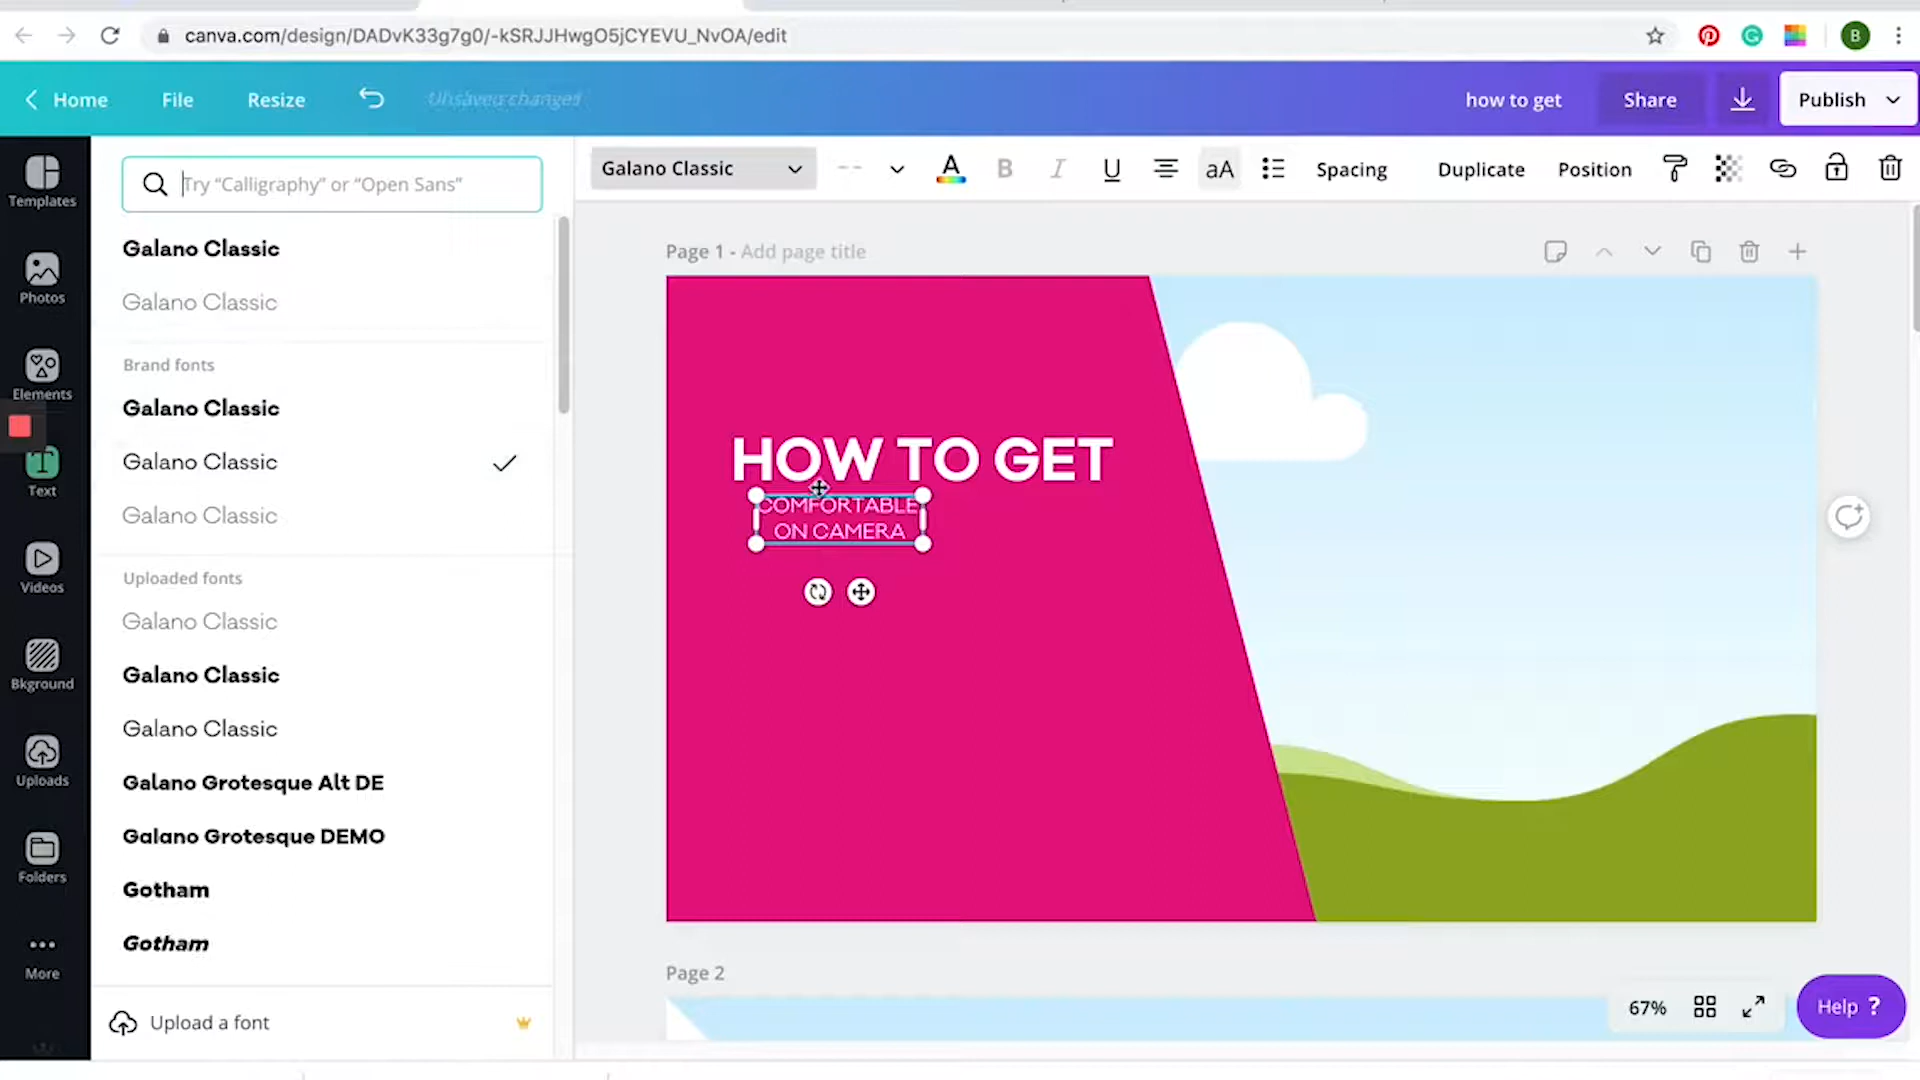 canva.com/design/DADvK33g7g0/-kSRJJHwgO5jCYEVU_NvOA/edit
B
Home File Resize Unsaved changes how to get Share Publish
Try “Calligraphy” or “Open Sans”
Galano Classic -- A B I U aA Spacing Duplicate Position
Templates
Photos
Elements
Text
Videos
Bkground
Uploads
Folders
More
Galano Classic
Galano Classic
Brand fonts
Galano Classic
Galano Classic
Galano Classic
Uploaded fonts
Galano Classic
Galano Classic
Galano Classic
Galano Grotesque Alt DE
Galano Grotesque DEMO
Gotham
Gotham
Upload a font
Page 1 - Add page title
HOW TO GET
COMFORTABLE
ON CAMERA
Page 2
67%
Help ?